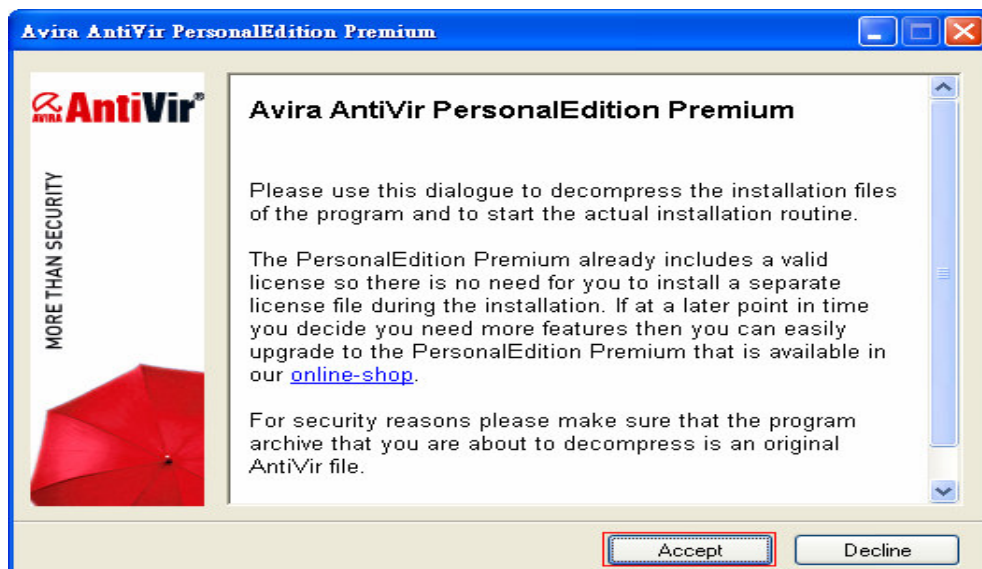 Avira AntiVir PersonalEdition Premium
AVIRA AntiVir®
MORE THAN SECURITY
Avira AntiVir PersonalEdition Premium
Please use this dialogue to decompress the installation files
of the program and to start the actual installation routine.
The PersonalEdition Premium already includes a valid
license so there is no need for you to install a separate
license file during the installation. If at a later point in time
you decide you need more features then you can easily
upgrade to the PersonalEdition Premium that is available in
our online-shop.
For security reasons please make sure that the program
archive that you are about to decompress is an original
AntiVir file.
Accept
Decline